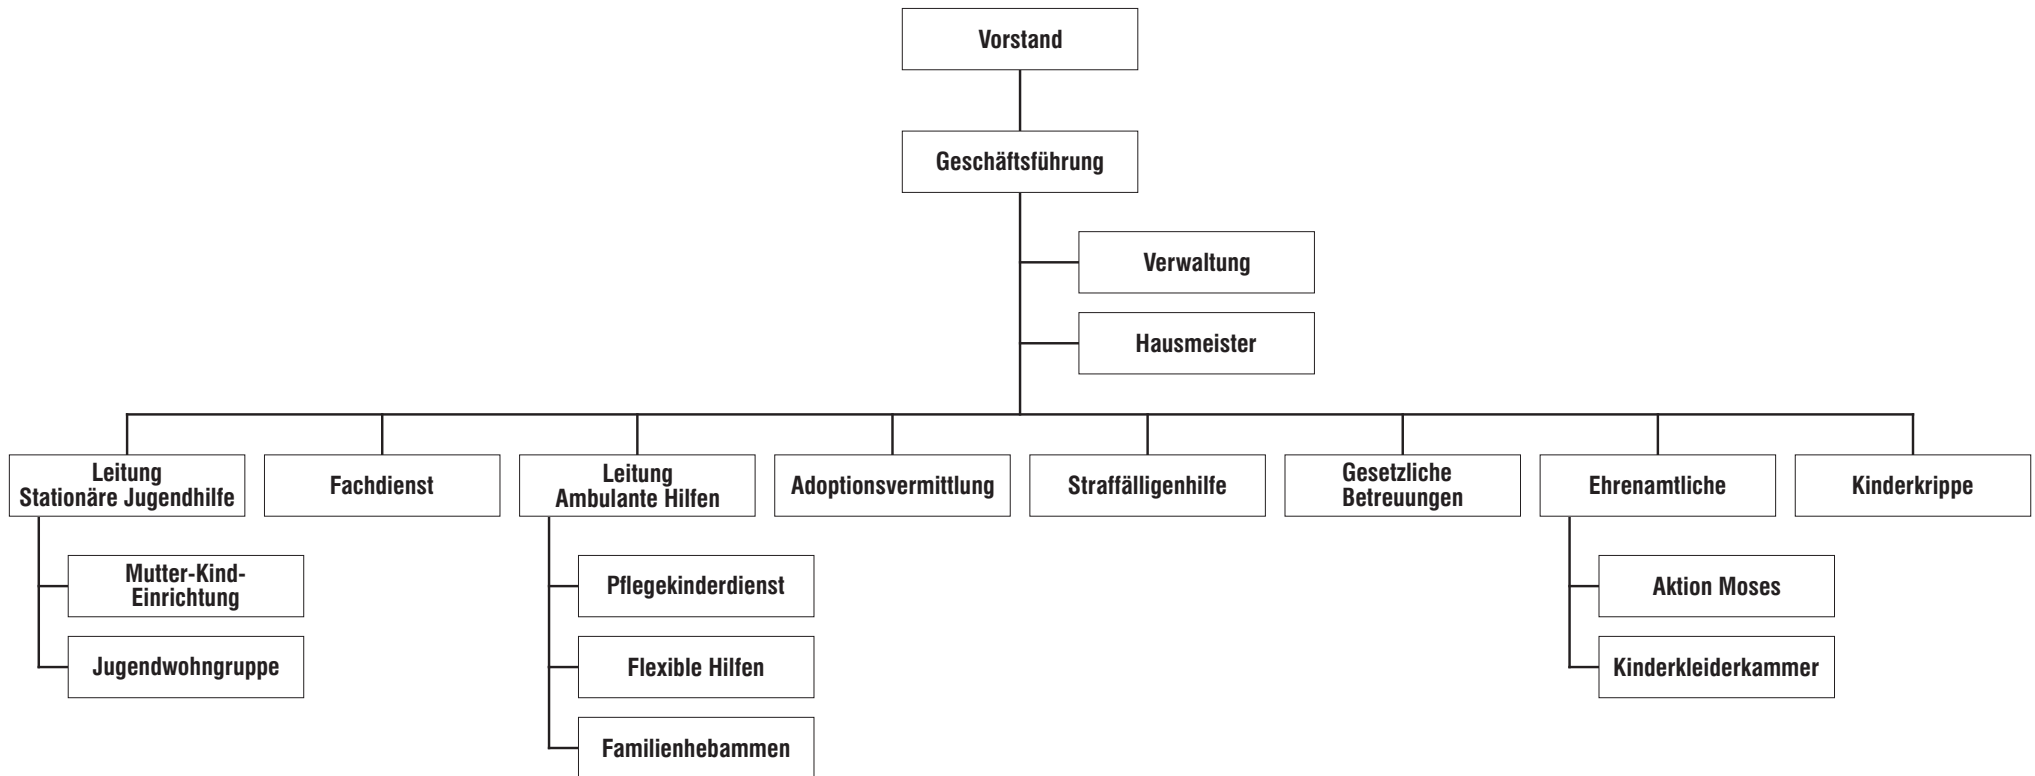 Vorstand
Geschäftsführung
Verwaltung
Hausmeister
Leitung
Stationäre Jugendhilfe
Fachdienst
Leitung
Ambulante Hilfen
Adoptionsvermittlung
Straffälligenhilfe
Gesetzliche
Betreuungen
Ehrenamtliche
Kinderkrippe
Mutter-Kind-
Einrichtung
Jugendwohngruppe
Pflegekinderdienst
Flexible Hilfen
Familienhebammen
Aktion Moses
Kinderkleiderkammer